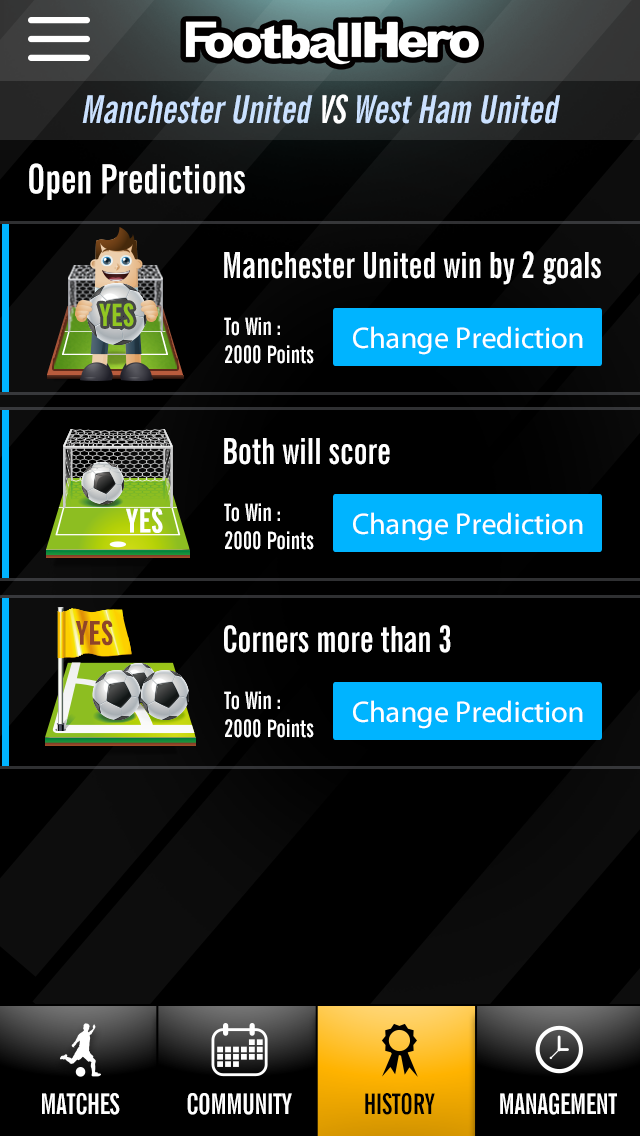 FootballHero
Manchester United VS West Ham United
Open Predictions
Manchester United win by 2 goals
YES
To Win :
2000 Points
Change Prediction
Both will score
YES
To Win :
2000 Points
Change Prediction
YES
Corners more than 3
To Win :
2000 Points
Change Prediction
MATCHES
COMMUNITY
HISTORY
MANAGEMENT